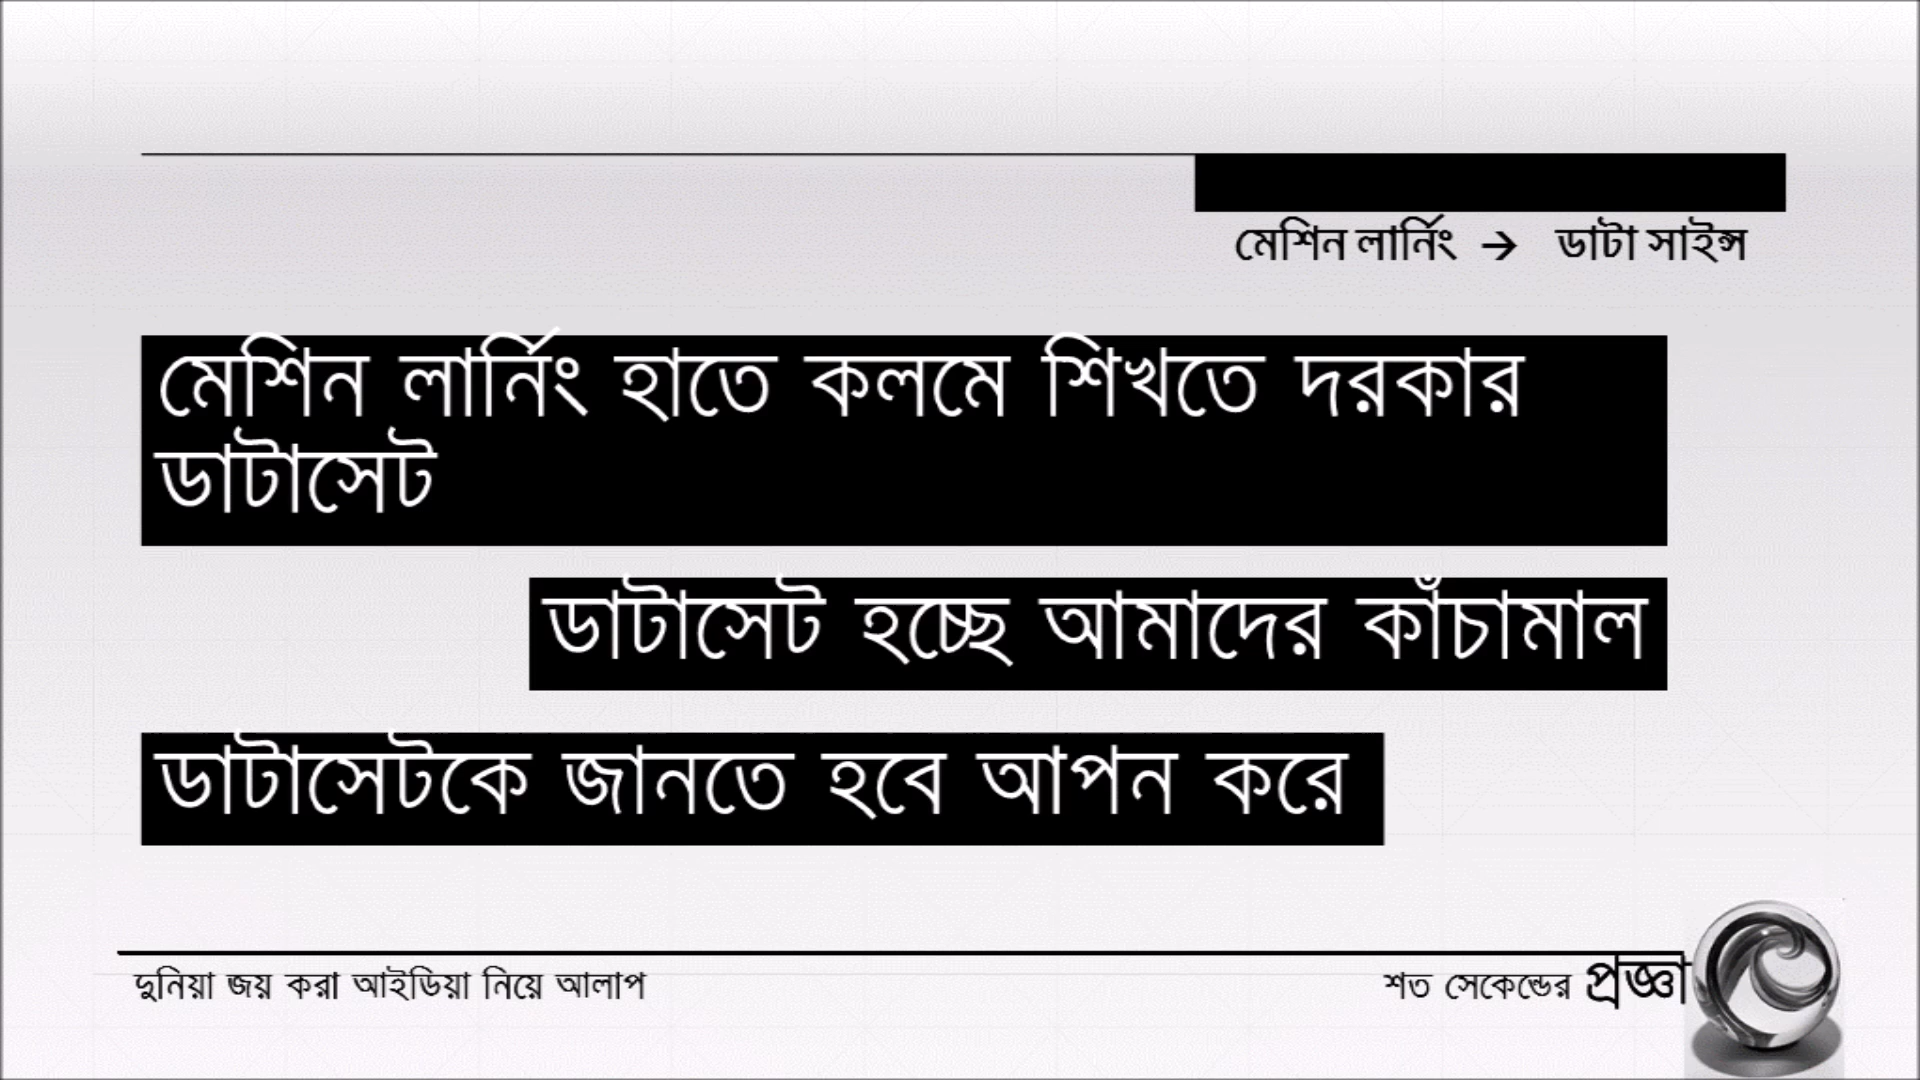 মেশিন লার্নিং → ডাটা সাইন্স
মেশিন লার্নিং হাতে কলমে শিখতে দরকার
ডাটাসেট
ডাটাসেট হচ্ছে আমাদের কাঁচামাল
ডাটাসেটকে জানতে হবে আপন করে
দুনিয়া জয় করা আইডিয়া নিয়ে আলাপ
শত সেকেন্ডের প্রজ্ঞা